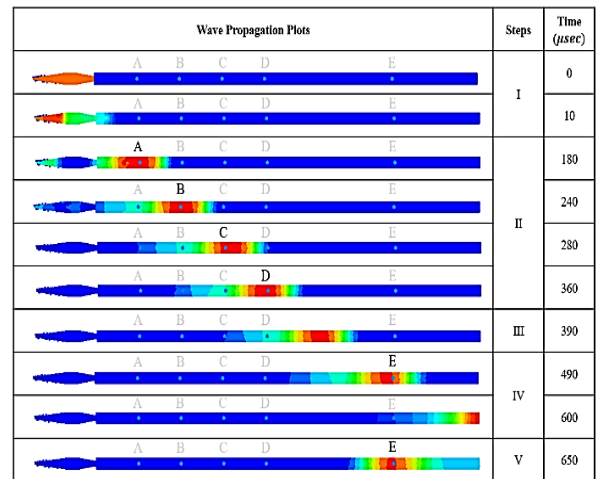 Wave Propagation Plots Steps Time
(μsec)
A B C D E
0
I
A B C D E
10
A B C D E
180
A B C D E
240
II
A B C D E
280
A B C D E
360
A B C D E
III 390
A B C D E
490
IV
A B C D E
600
A B C D E
V 650